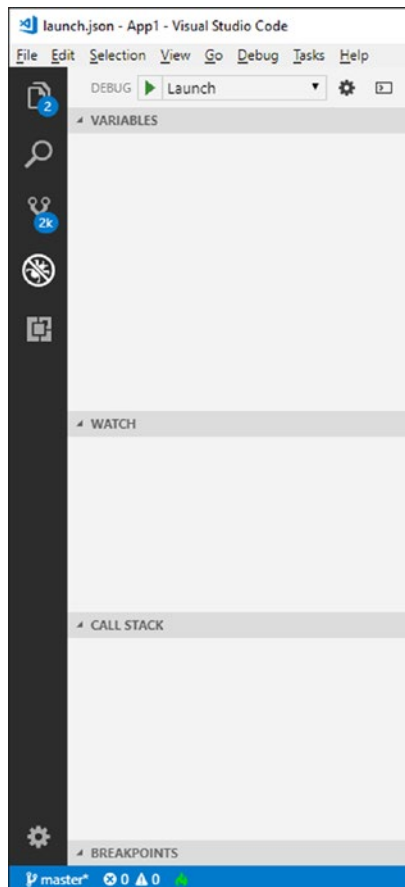 launch.json - App1 - Visual Studio Code
File Edit Selection View Go Debug Tasks Help
DEBUG Launch
2
VARIABLES
2k
WATCH
CALL STACK
BREAKPOINTS
master* 0 0